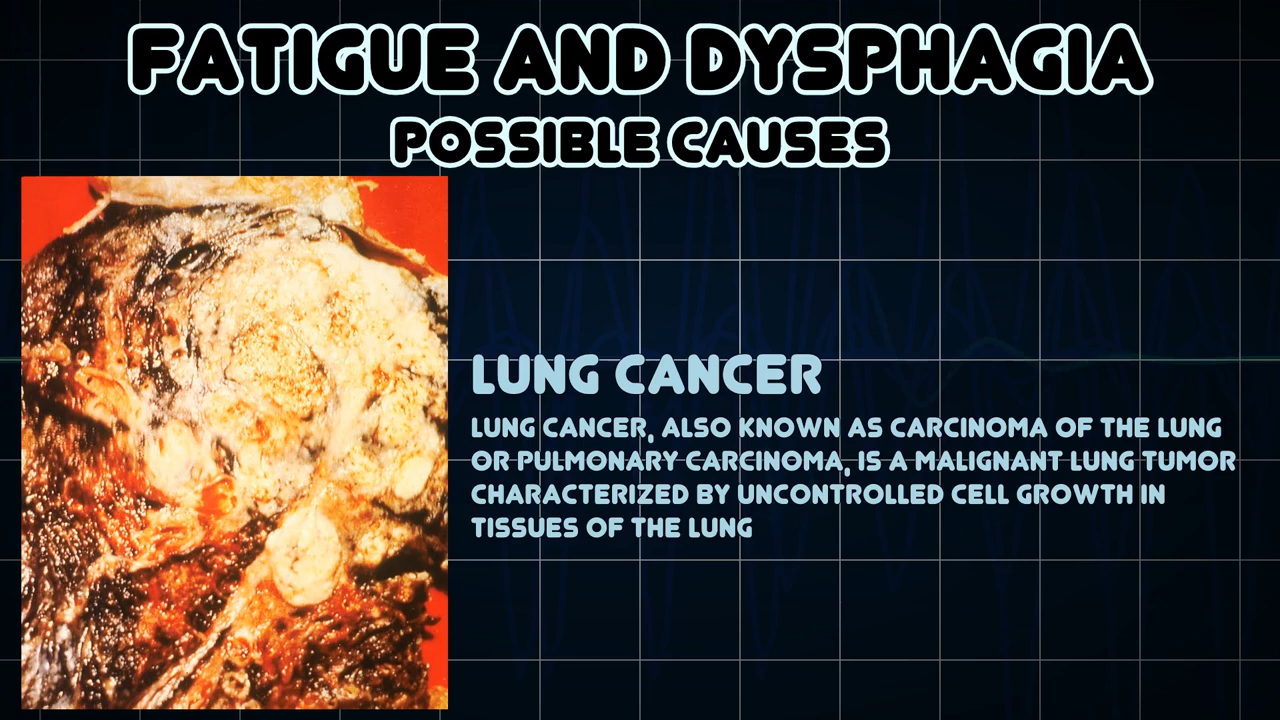 FATIGUE AND DYSPHAGIA
POSSIBLE CAUSES
LUNG CANCER
LUNG CANCER, ALSO KNOWN AS CARCINOMA OF THE LUNG
OR PULMONARY CARCINOMA, IS A MALIGNANT LUNG TUMOR
CHARACTERIZED BY UNCONTROLLED CELL GROWTH IN
TISSUES OF THE LUNG